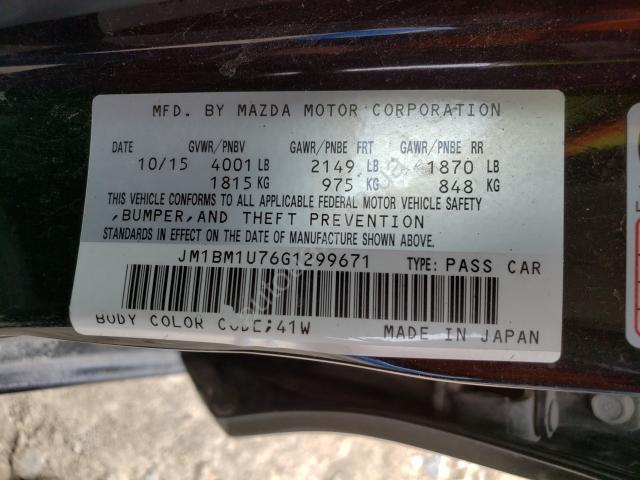 MFD. BY MAZDA MOTOR CORPORATION
DATE GVWR/PNBV GAWR/PNBE FRT GAWR/PNBE RR
10/15 4001 LB 2149 LB 1870 LB
1815 KG 975 KG 848 KG
THIS VEHICLE CONFORMS TO ALL APPLICABLE FEDERAL MOTOR VEHICLE SAFETY
,BUMPER,AND THEFT PREVENTION
STANDARDS IN EFFECT ON THE DATE OF MANUFACTURE SHOWN ABOVE.
JM1BM1U76G1299671 TYPE: PASS CAR
BODY COLOR CODE:41W MADE IN JAPAN